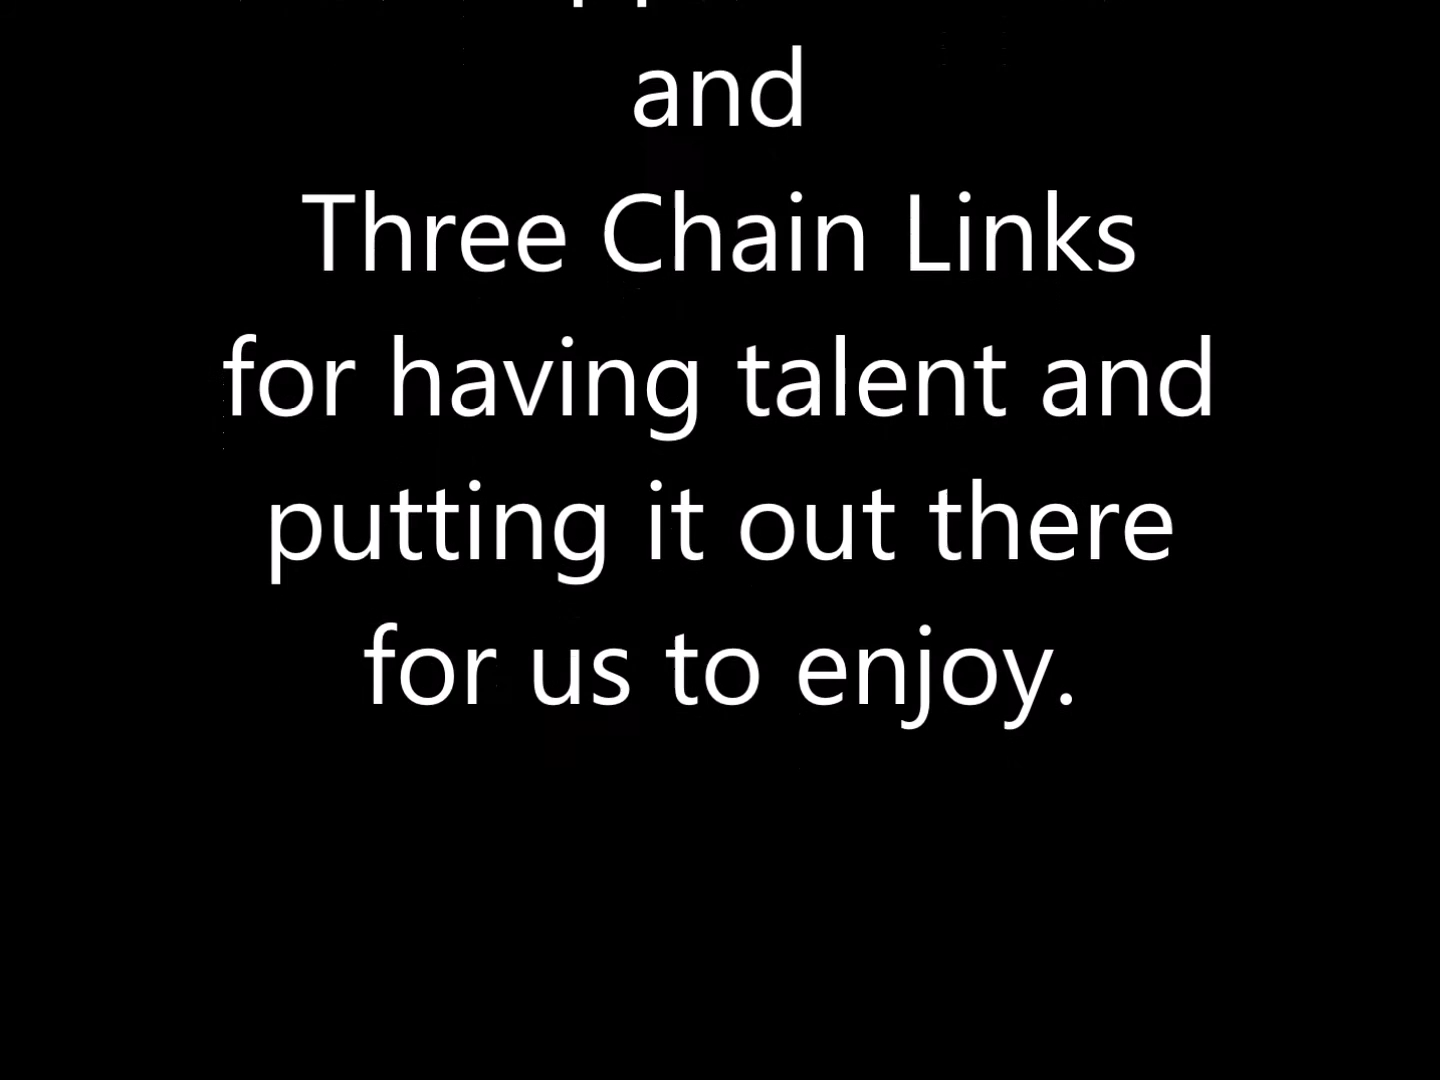 and
Three Chain Links
for having talent and
putting it out there
for us to enjoy.